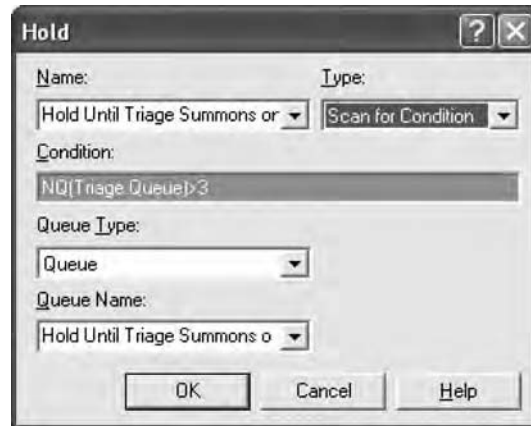 Hold
Name: Type:
Hold Until Triage Summons or Scan for Condition
Condition:
NQ(Triage Queue)>3
Queue Type:
Queue
Queue Name:
Hold Until Triage Summons o
OK Cancel Help